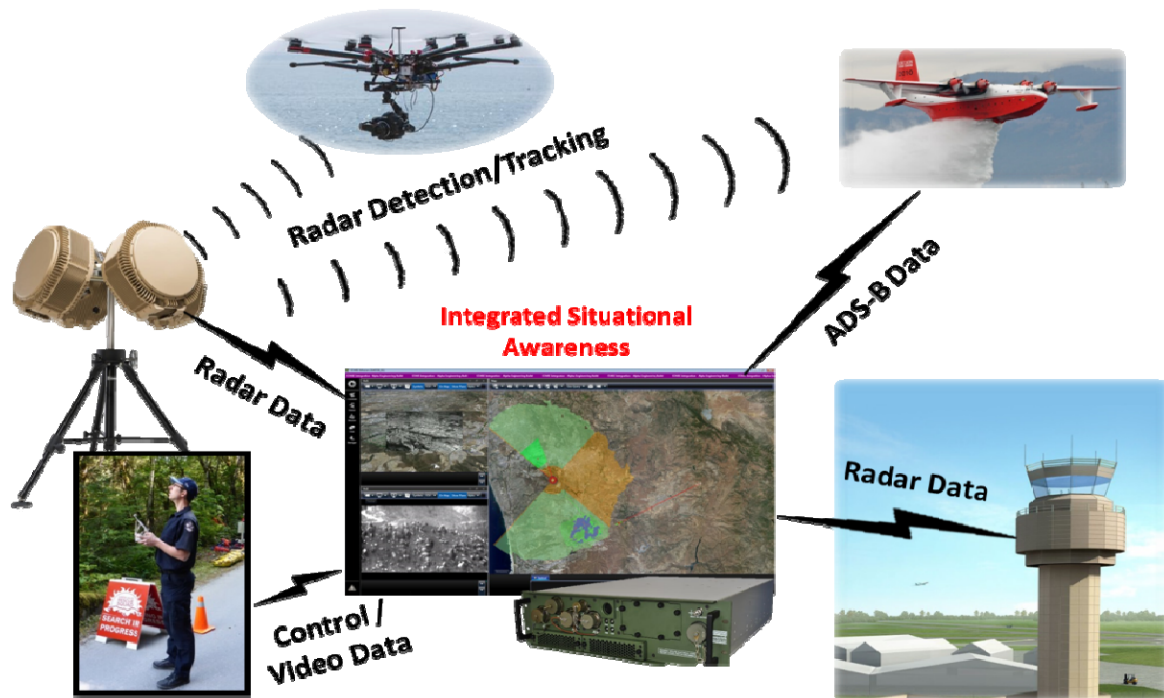 Radar Detection/Tracking
ADS-B Data
Integrated Situational
Awareness
Radar Data
Radar Data
SEARCH IN
PROGRESS
Control /
Video Data